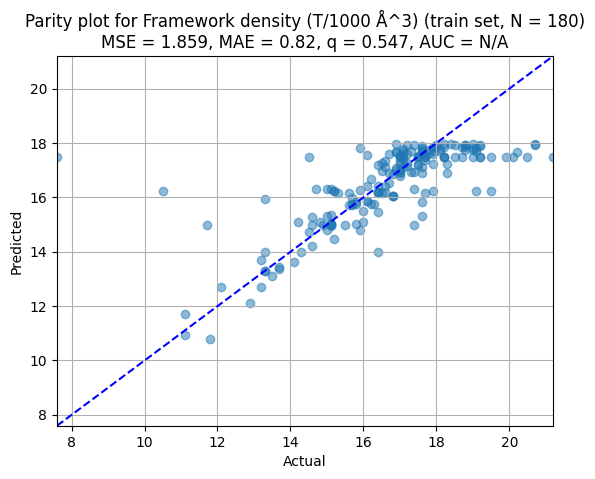 Parity plot for Framework density (T/1000 Å^3) (train set, N = 180)
MSE = 1.859, MAE = 0.82, q = 0.547, AUC = N/A
20
18
16
14
12
10
8
Predicted
8 10 12 14 16 18 20
Actual